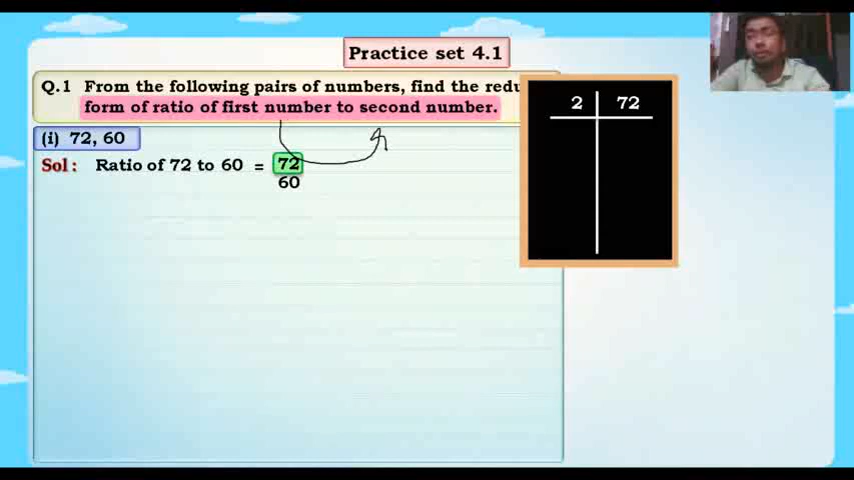 Practice set 4.1
Q.1 From the following pairs of numbers, find the redu
form of ratio of first number to second number.
(i) 72, 60
Sol : Ratio of 72 to 60 = 72
60
2 72